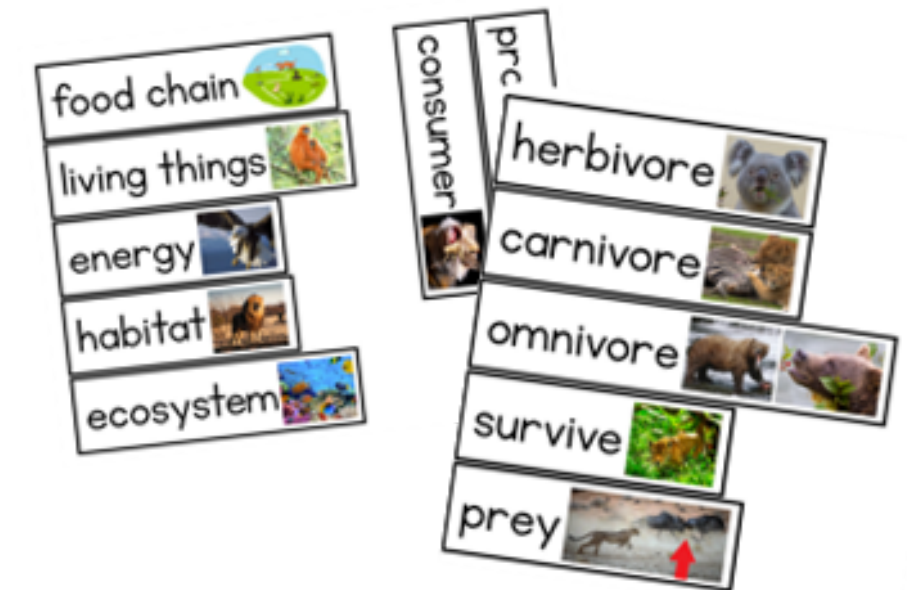 food chain
living things
energy
habitat
ecosystem
consumer
herbivore
carnivore
omnivore
survive
prey